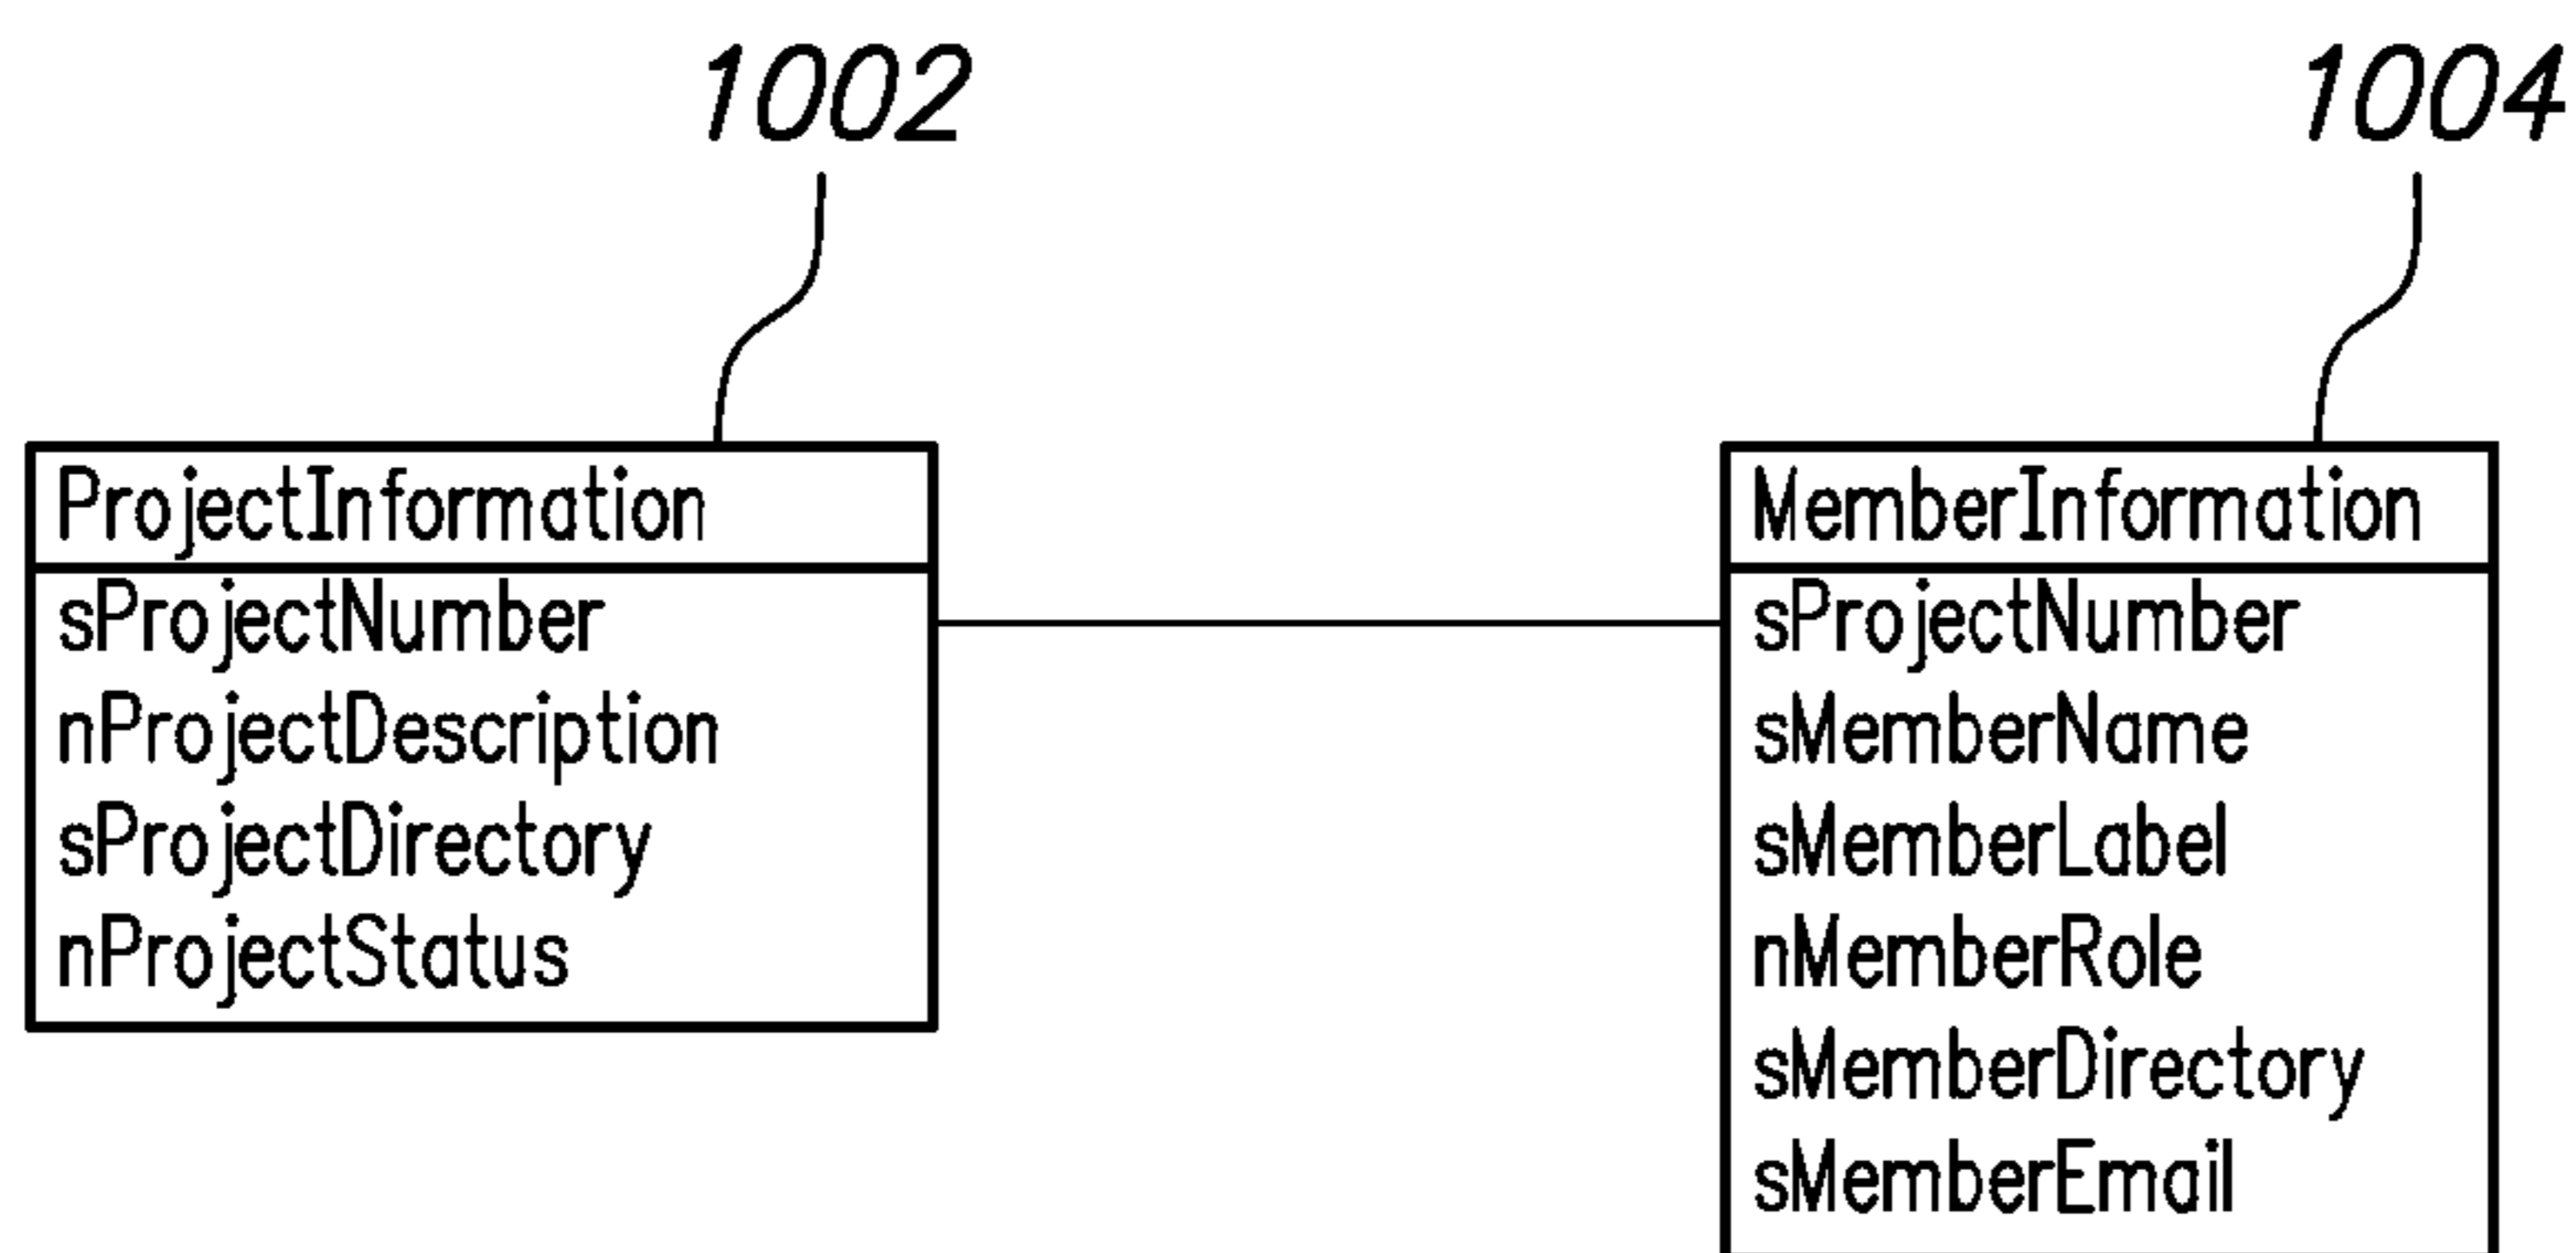 1002
1004
ProjectInformation
sProjectNumber
nProjectDescription
sProjectDirectory
nProjectStatus
MemberInformation
sProjectNumber
sMemberName
sMemberLabel
nMemberRole
sMemberDirectory
sMemberEmail